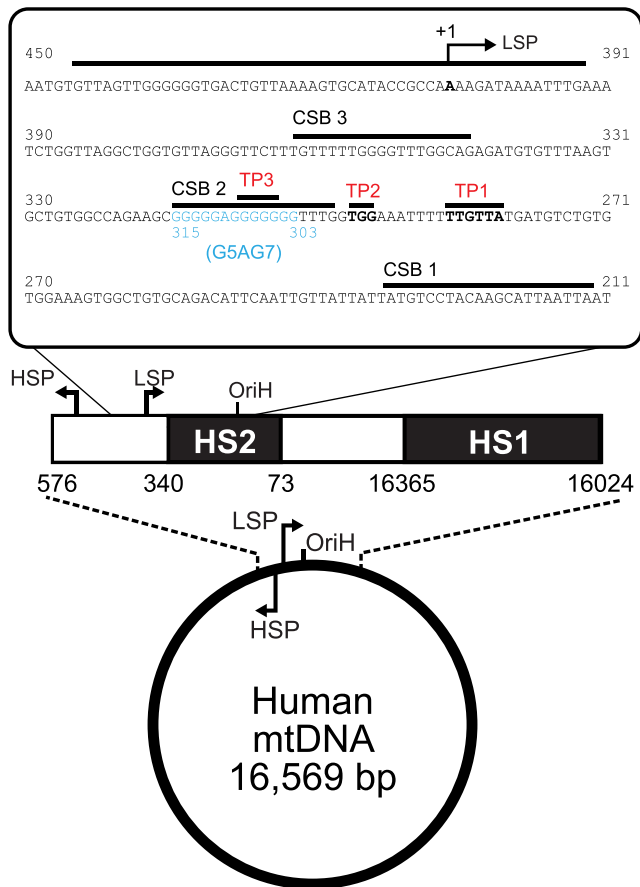 +1
LSP
450 391
AATGTGTTAGTTGGGGGGTGACTGTTAAAAGTGCATACCGCCAAAAGATAAAATTTGAAA
CSB 3
390 331
TCTGGTTAGGCTGGTGTTAGGGTTCTTTGTTTTTGGGGTTTGGCAGAGATGTGTTTAAGT
CSB 2 TP3 TP2 TP1
330 271
GCTGTGGCCAGAAGCGGGGGAGGGGGGGTTTGGTGGAAATTTTTTGTTATGATGTCTGTG
315 303
(G5AG7)
CSB 1
270 211
TGGAAAGTGGCTGTGCAGACATTCAATTGTTATTATTATGTCCTACAAGCATTAATTAAT
HSP LSP OriH
HS2 HS1
576 340 73 16365 16024
LSP
OriH
HSP
Human
mtDNA
16,569 bp